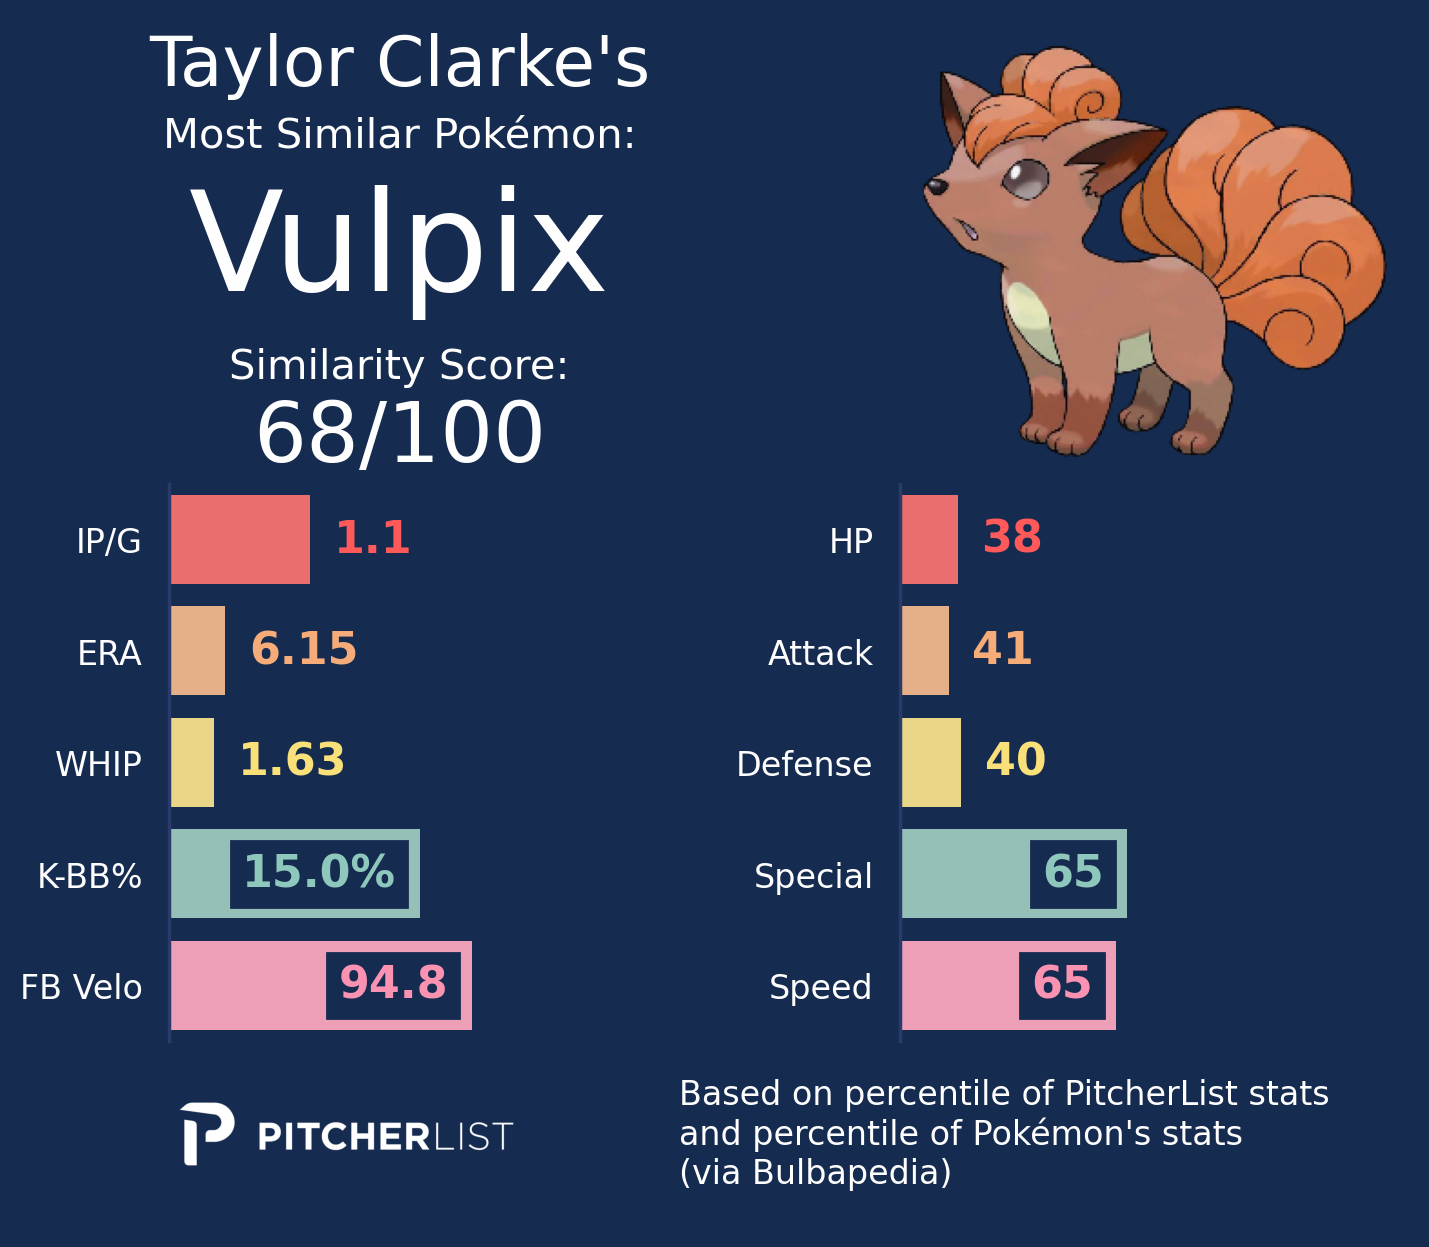 Taylor Clarke's
Most Similar Pokémon:
Vulpix
Similarity Score:
68/100
IP/G 1.1
ERA 6.15
WHIP 1.63
K-BB% 15.0%
FB Velo 94.8
HP 38
Attack 41
Defense 40
Special 65
Speed 65
PITCHERLIST
Based on percentile of PitcherList stats
and percentile of Pokémon's stats
(via Bulbapedia)